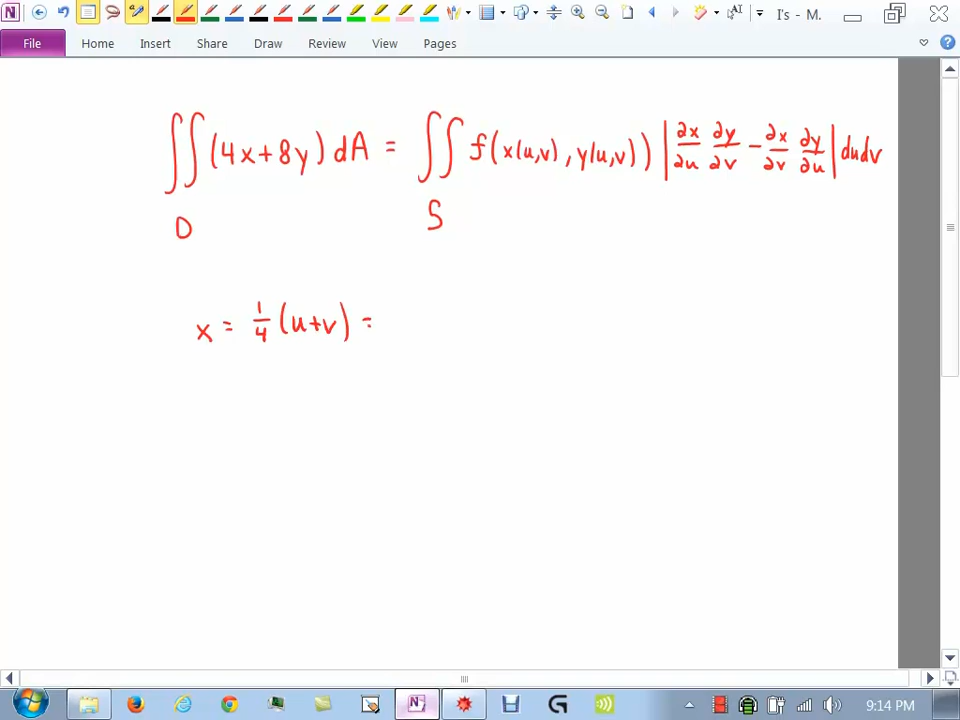 I's - M.
File Home Insert Share Draw Review View Pages
∬ (4x+8y) dA = ∬ f(x(u,v), y(u,v)) |∂x/∂u ∂y/∂v - ∂x/∂v ∂y/∂u| du dv
D S
x = 1/4 (u+v) =
9:14 PM